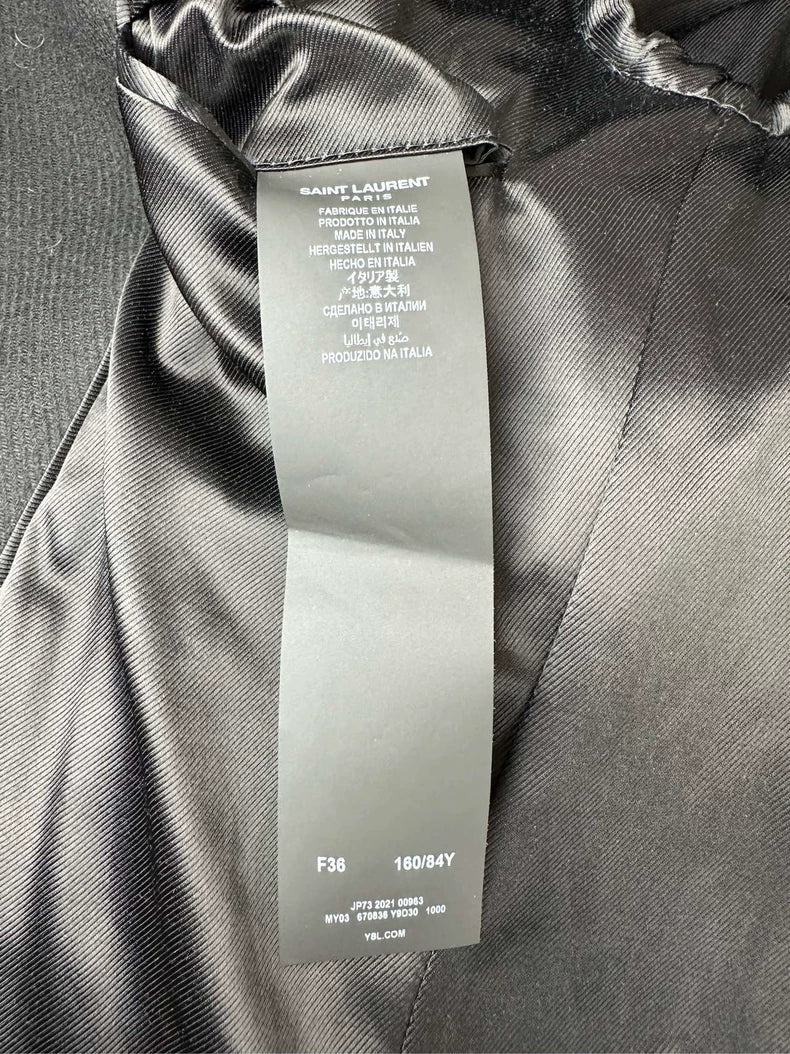 SAINT LAURENT
PARIS
FABRIQUE EN ITALIE
PRODOTTO IN ITALIA
MADE IN ITALY
HERGESTELLT IN ITALIEN
HECHO EN ITALIA
イタリア製
产地:意大利
СДЕЛАНО В ИТАЛИИ
이태리제
صنع في إيطاليا
PRODUZIDO NA ITALIA
F36 160/84Y
JP73 2021 00963
MY03 670836 Y9D30 1000
YSL.COM